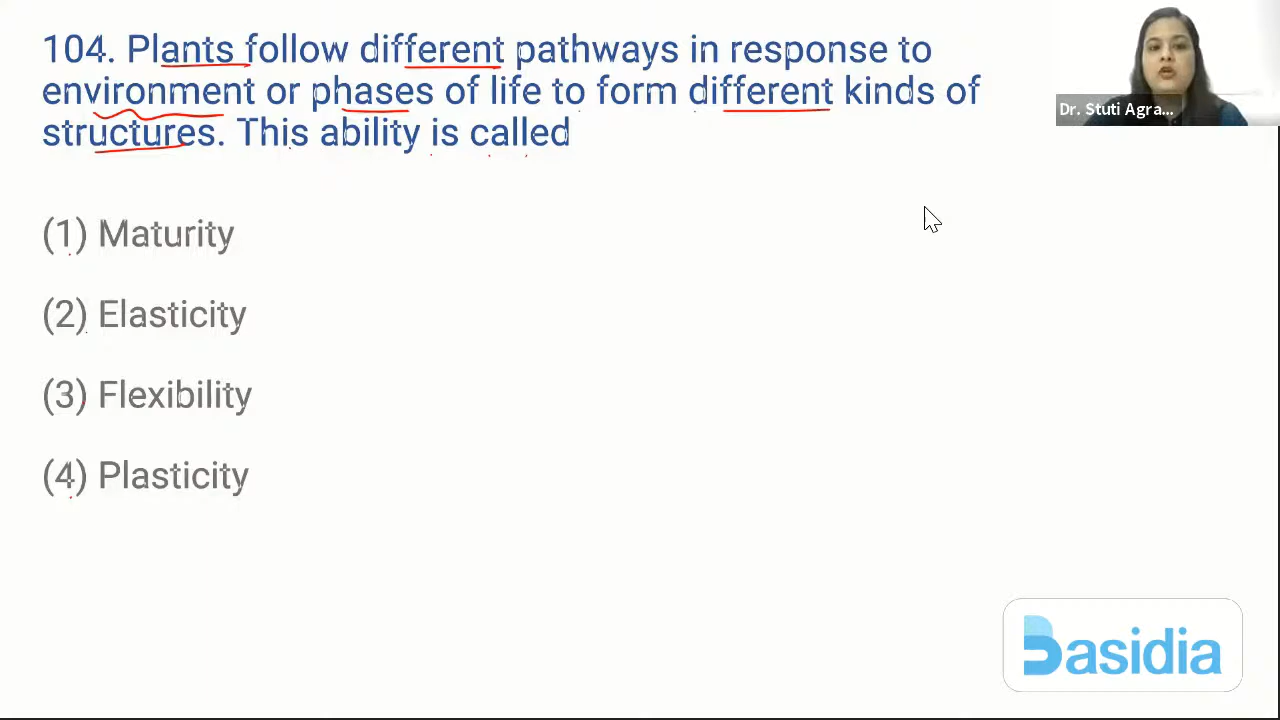 104. Plants follow different pathways in response to
environment or phases of life to form different kinds of
structures. This ability is called
Dr. Stuti Agra...
(1) Maturity
(2) Elasticity
(3) Flexibility
(4) Plasticity
Basidia